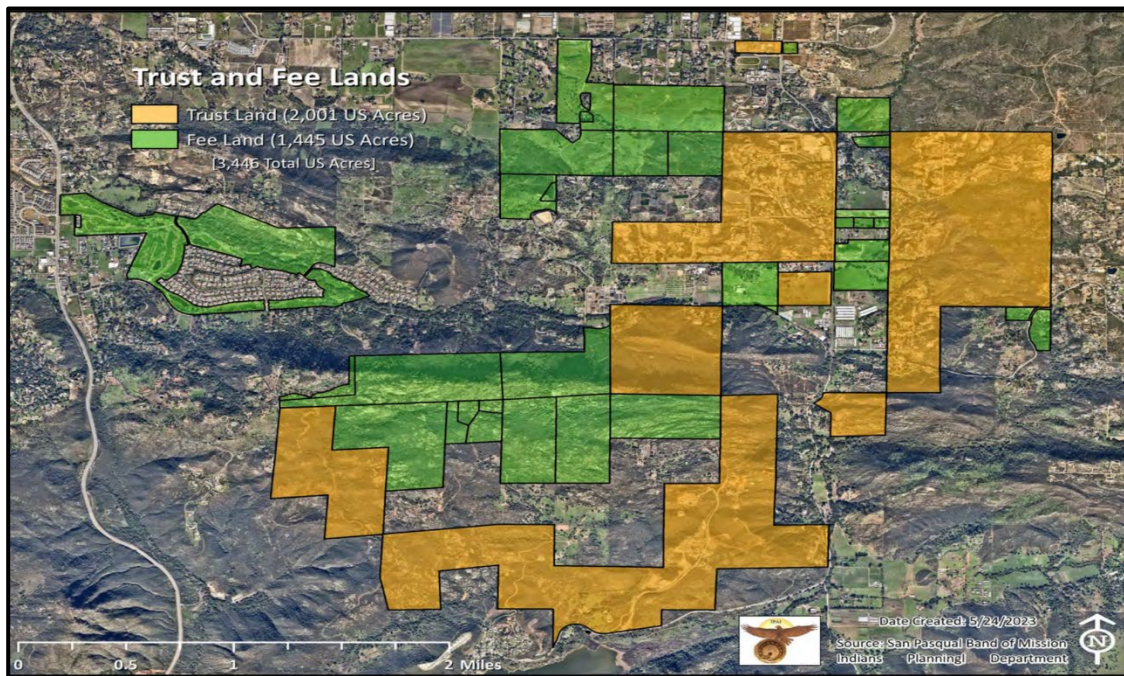 Trust and Fee Lands
Trust Land (2,001 US Acres)
Fee Land (1,445 US Acres)
[3,446 Total US Acres]
Date Created: 5/24/2023
Source: San Pasqual Band of Mission
Indians Planningl Department
N
0 0.5 1 2 Miles